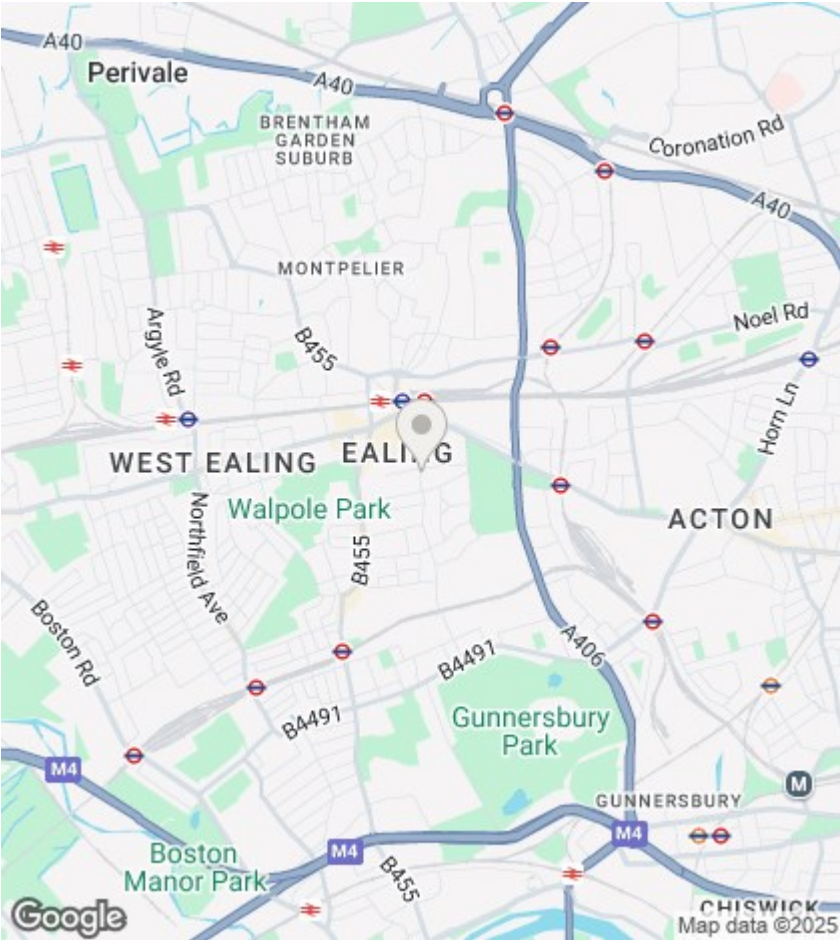 A40
Perivale
A40
BRENTHAM
GARDEN
SUBURB
Coronation Rd
A40
MONTPELIER
Argyle Rd
B455
Noel Rd
Horn Ln
WEST EALING
EALING
Walpole Park
ACTON
Northfield Ave
B455
Boston Rd
A406
B4491
B4491
Gunnersbury
Park
M4
M
GUNNERSBURY
M4
M4
Boston
Manor Park
B455
CHISWICK
Google
Map data ©2025